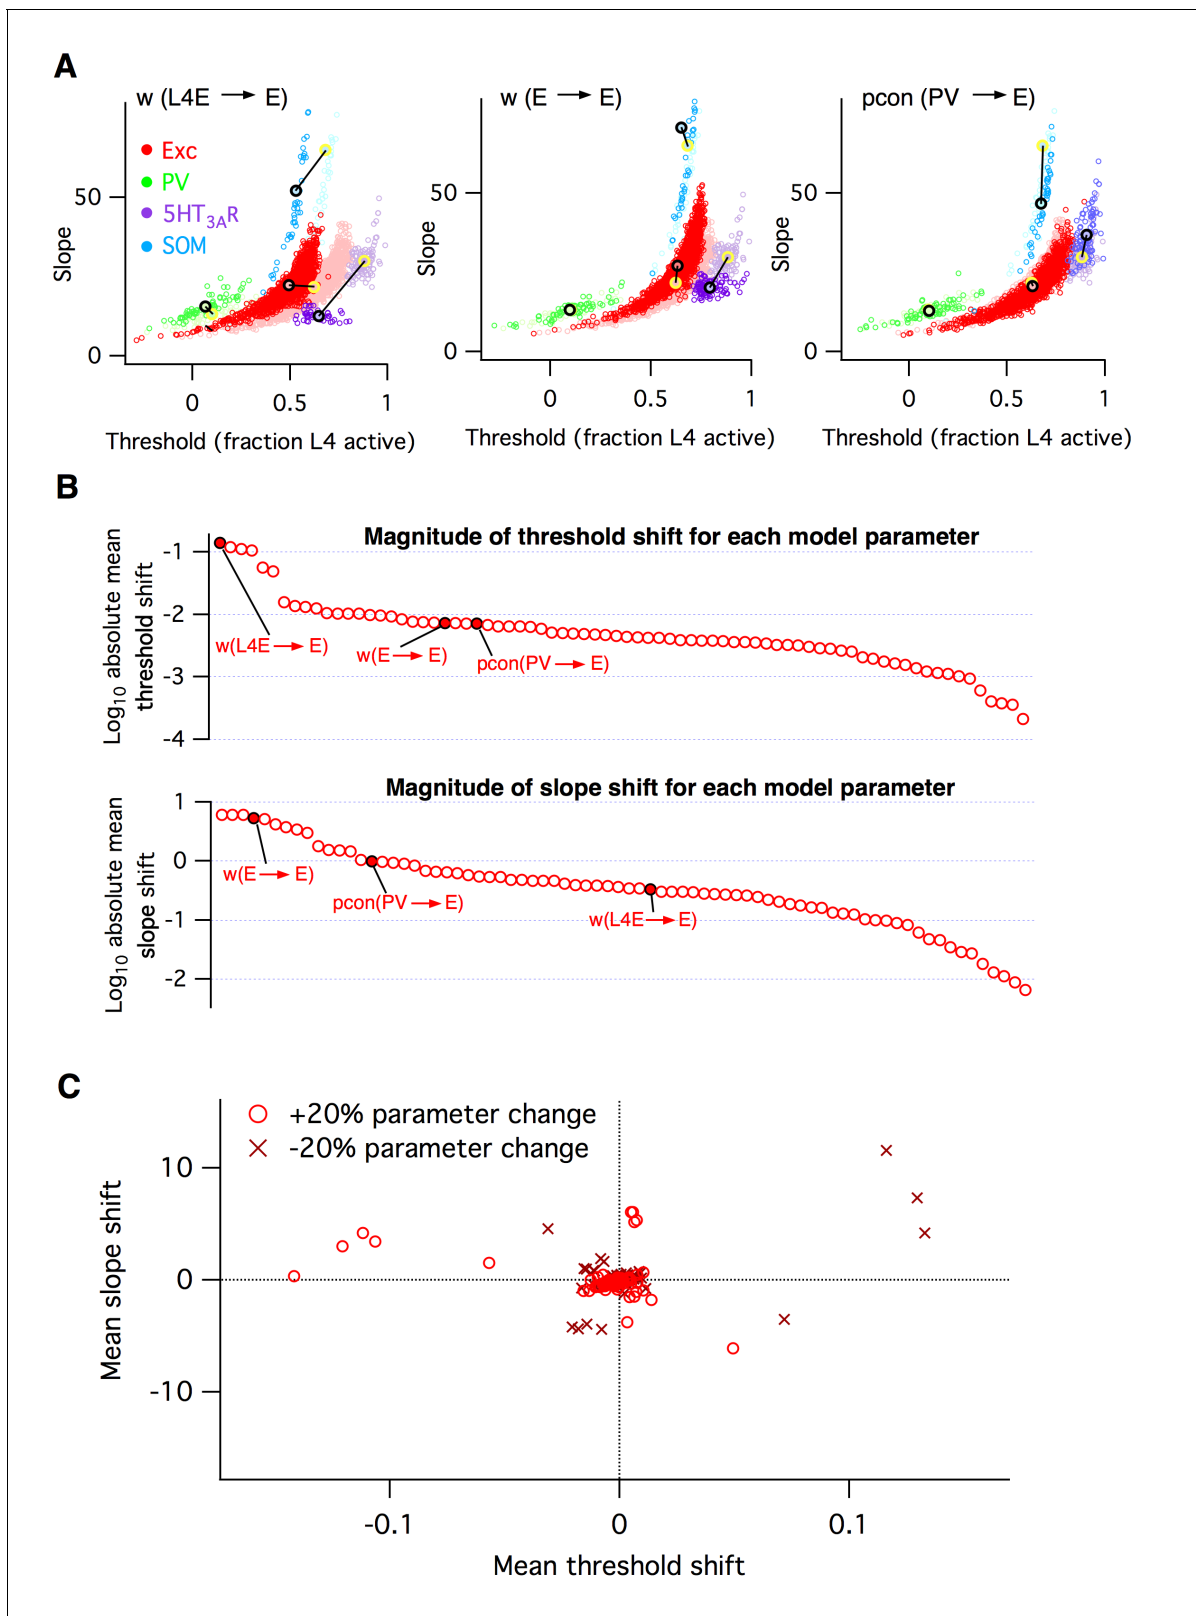 A
w (L4E → E)
w (E → E)
pcon (PV → E)
Exc
PV
5HT3AR
SOM
Slope
50
0
0 0.5 1
Threshold (fraction L4 active)
Slope
50
0
0 0.5 1
Threshold (fraction L4 active)
Slope
50
0
0 0.5 1
Threshold (fraction L4 active)
B
Magnitude of threshold shift for each model parameter
Log10 absolute mean
threshold shift
-1
-2
-3
-4
w(L4E → E)
w(E → E)
pcon(PV → E)
Magnitude of slope shift for each model parameter
Log10 absolute mean
slope shift
1
0
-1
-2
w(E → E)
pcon(PV → E)
w(L4E → E)
C
+20% parameter change
-20% parameter change
Mean slope shift
10
0
-10
-0.1 0 0.1
Mean threshold shift